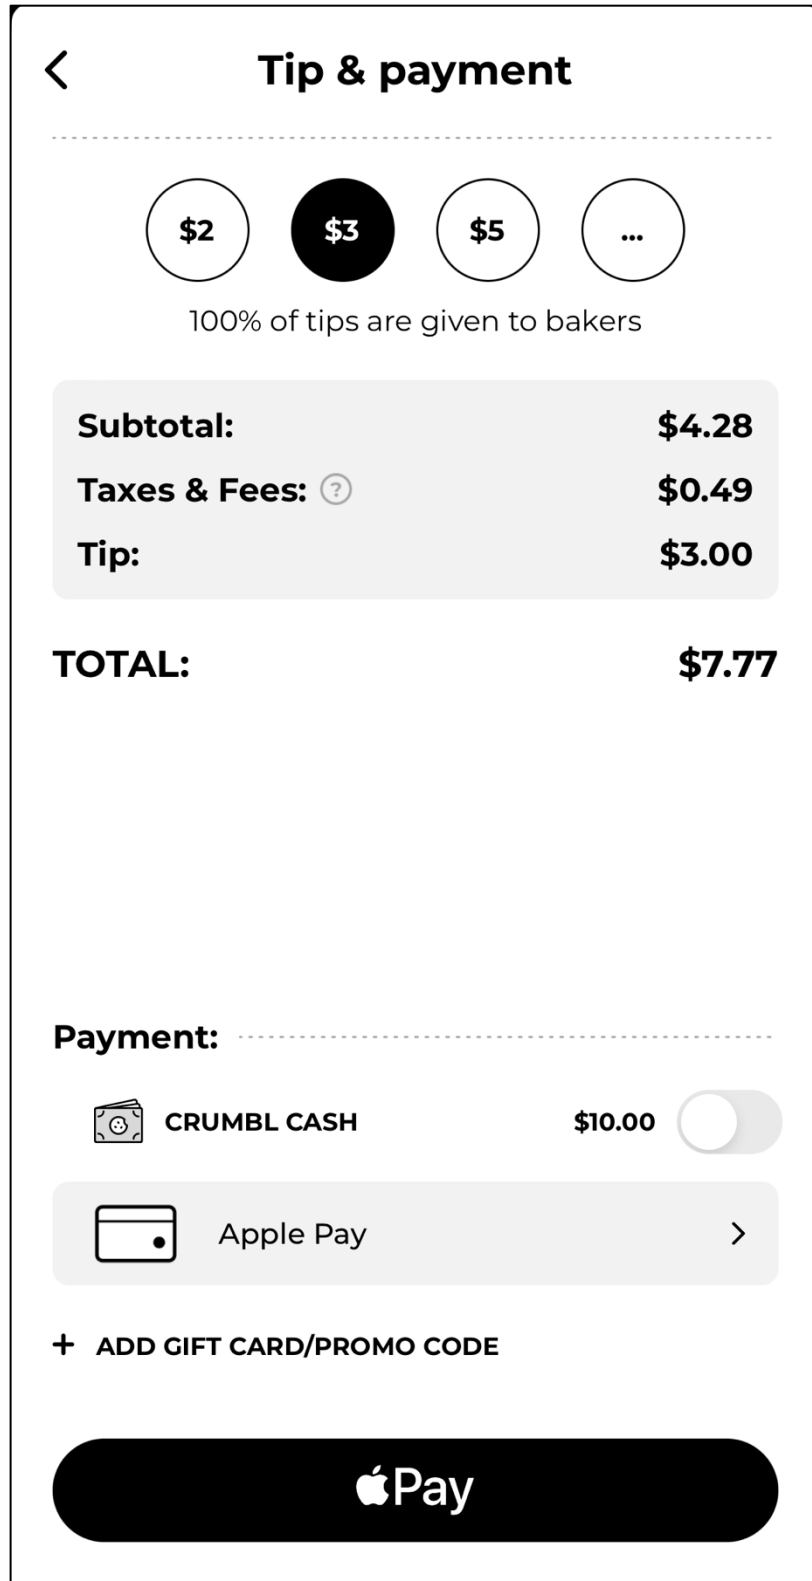 Tip & payment
$2 $3 $5 ...
100% of tips are given to bakers
Subtotal: $4.28
Taxes & Fees: ? $0.49
Tip: $3.00
TOTAL: $7.77
Payment:
CRUMBL CASH $10.00
Apple Pay
+ ADD GIFT CARD/PROMO CODE
Pay